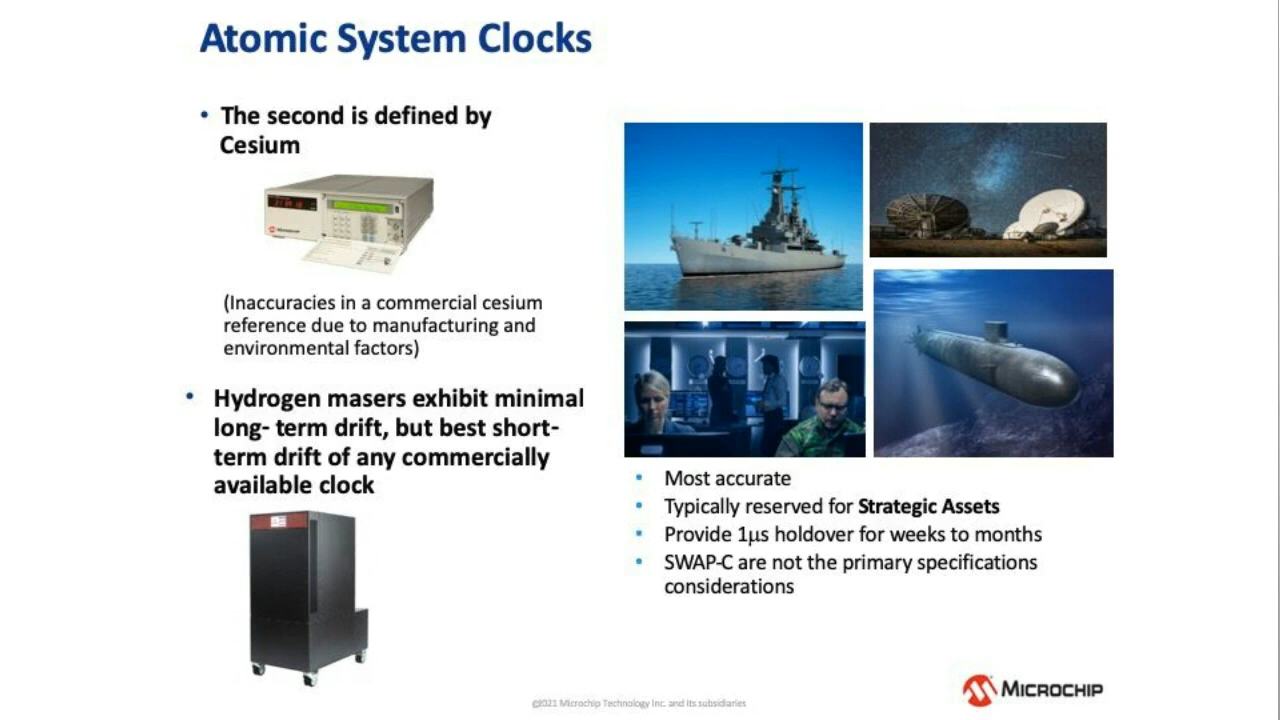 Atomic System Clocks
• The second is defined by
Cesium
(Inaccuracies in a commercial cesium
reference due to manufacturing and
environmental factors)
• Hydrogen masers exhibit minimal
long- term drift, but best short-
term drift of any commercially
available clock
• Most accurate
• Typically reserved for Strategic Assets
• Provide 1μs holdover for weeks to months
• SWAP-C are not the primary specifications
considerations
©2021 Microchip Technology Inc. and its subsidiaries
MICROCHIP